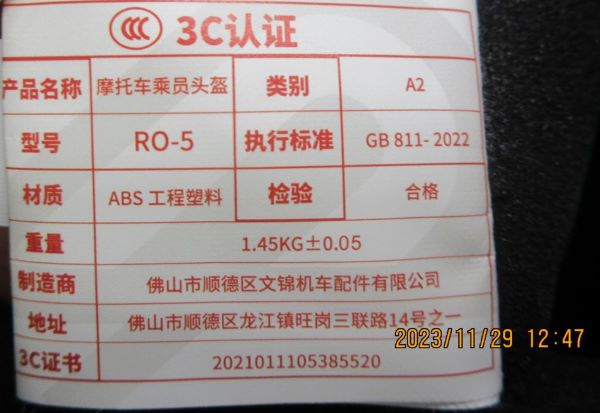 CCC 3C认证
产品名称 摩托车乘员头盔 类别 A2
型号 RO-5 执行标准 GB 811-2022
材质 ABS 工程塑料 检验 合格
重量 1.45KG±0.05
制造商 佛山市顺德区文锦机车配件有限公司
地址 佛山市顺德区龙江镇旺岗三联路14号之一
3C证书 2021011105385520
2023/11/29 12:47